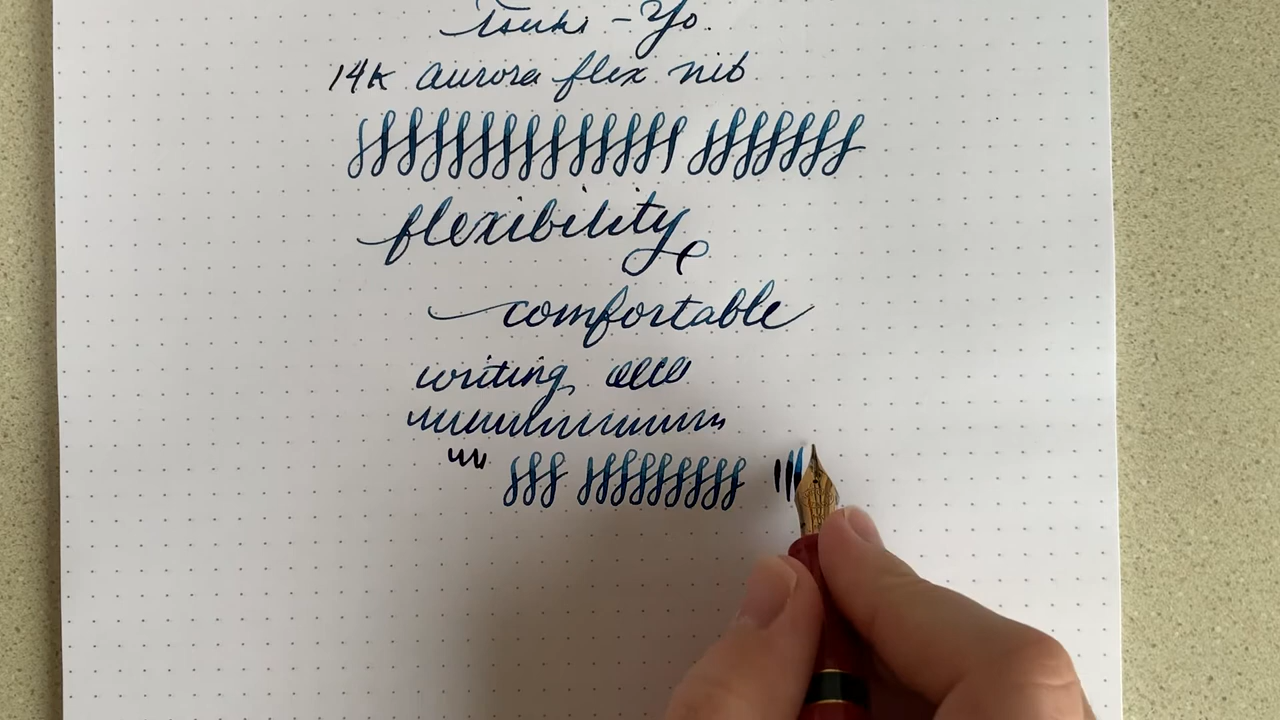 Tsuki-Yo
14k aurora flex nib
flexibility
comfortable
writing